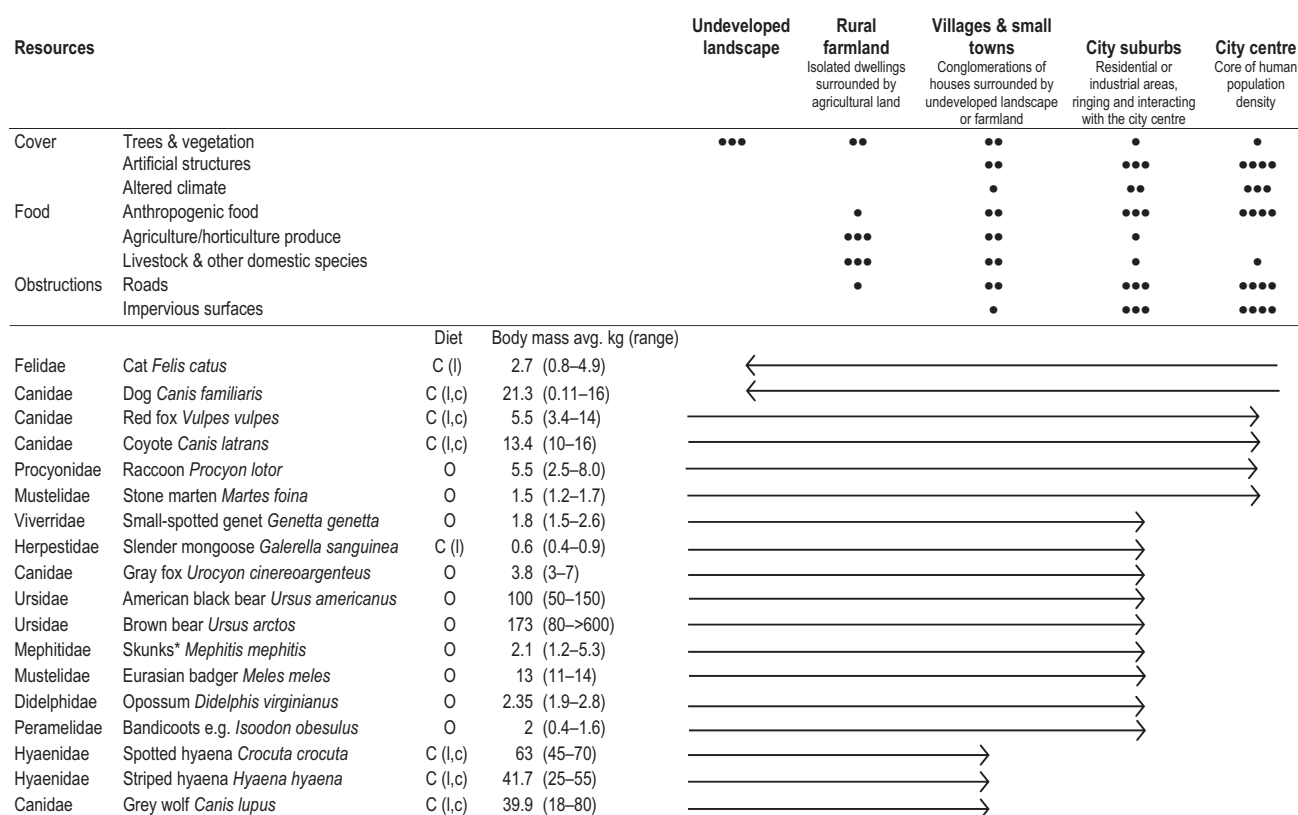 Resources Undeveloped landscape Rural farmland Villages & small towns City suburbs City centre
Isolated dwellings surrounded by agricultural land
Conglomerations of houses surrounded by undeveloped landscape or farmland
Residential or industrial areas, ringing and interacting with the city centre
Core of human population density
Cover Trees & vegetation ●●● ●● ●● ● ●
Artificial structures ●● ●●● ●●●●
Altered climate ● ●● ●●●
Food Anthropogenic food ● ●● ●●● ●●●●
Agriculture/horticulture produce ●●● ●● ●
Livestock & other domestic species ●●● ●● ● ●
Obstructions Roads ● ●● ●●● ●●●●
Impervious surfaces ● ●●● ●●●●
Diet Body mass avg. kg (range)
Felidae Cat Felis catus C (l) 2.7 (0.8–4.9)
Canidae Dog Canis familiaris C (l,c) 21.3 (0.11–16)
Canidae Red fox Vulpes vulpes C (l,c) 5.5 (3.4–14)
Canidae Coyote Canis latrans C (l,c) 13.4 (10–16)
Procyonidae Raccoon Procyon lotor O 5.5 (2.5–8.0)
Mustelidae Stone marten Martes foina O 1.5 (1.2–1.7)
Viverridae Small-spotted genet Genetta genetta O 1.8 (1.5–2.6)
Herpestidae Slender mongoose Galerella sanguinea C (l) 0.6 (0.4–0.9)
Canidae Gray fox Urocyon cinereoargenteus O 3.8 (3–7)
Ursidae American black bear Ursus americanus O 100 (50–150)
Ursidae Brown bear Ursus arctos O 173 (80–>600)
Mephitidae Skunks* Mephitis mephitis O 2.1 (1.2–5.3)
Mustelidae Eurasian badger Meles meles O 13 (11–14)
Didelphidae Opossum Didelphis virginianus O 2.35 (1.9–2.8)
Peramelidae Bandicoots e.g. Isoodon obesulus O 2 (0.4–1.6)
Hyaenidae Spotted hyaena Crocuta crocuta C (l,c) 63 (45–70)
Hyaenidae Striped hyaena Hyaena hyaena C (l,c) 41.7 (25–55)
Canidae Grey wolf Canis lupus C (l,c) 39.9 (18–80)